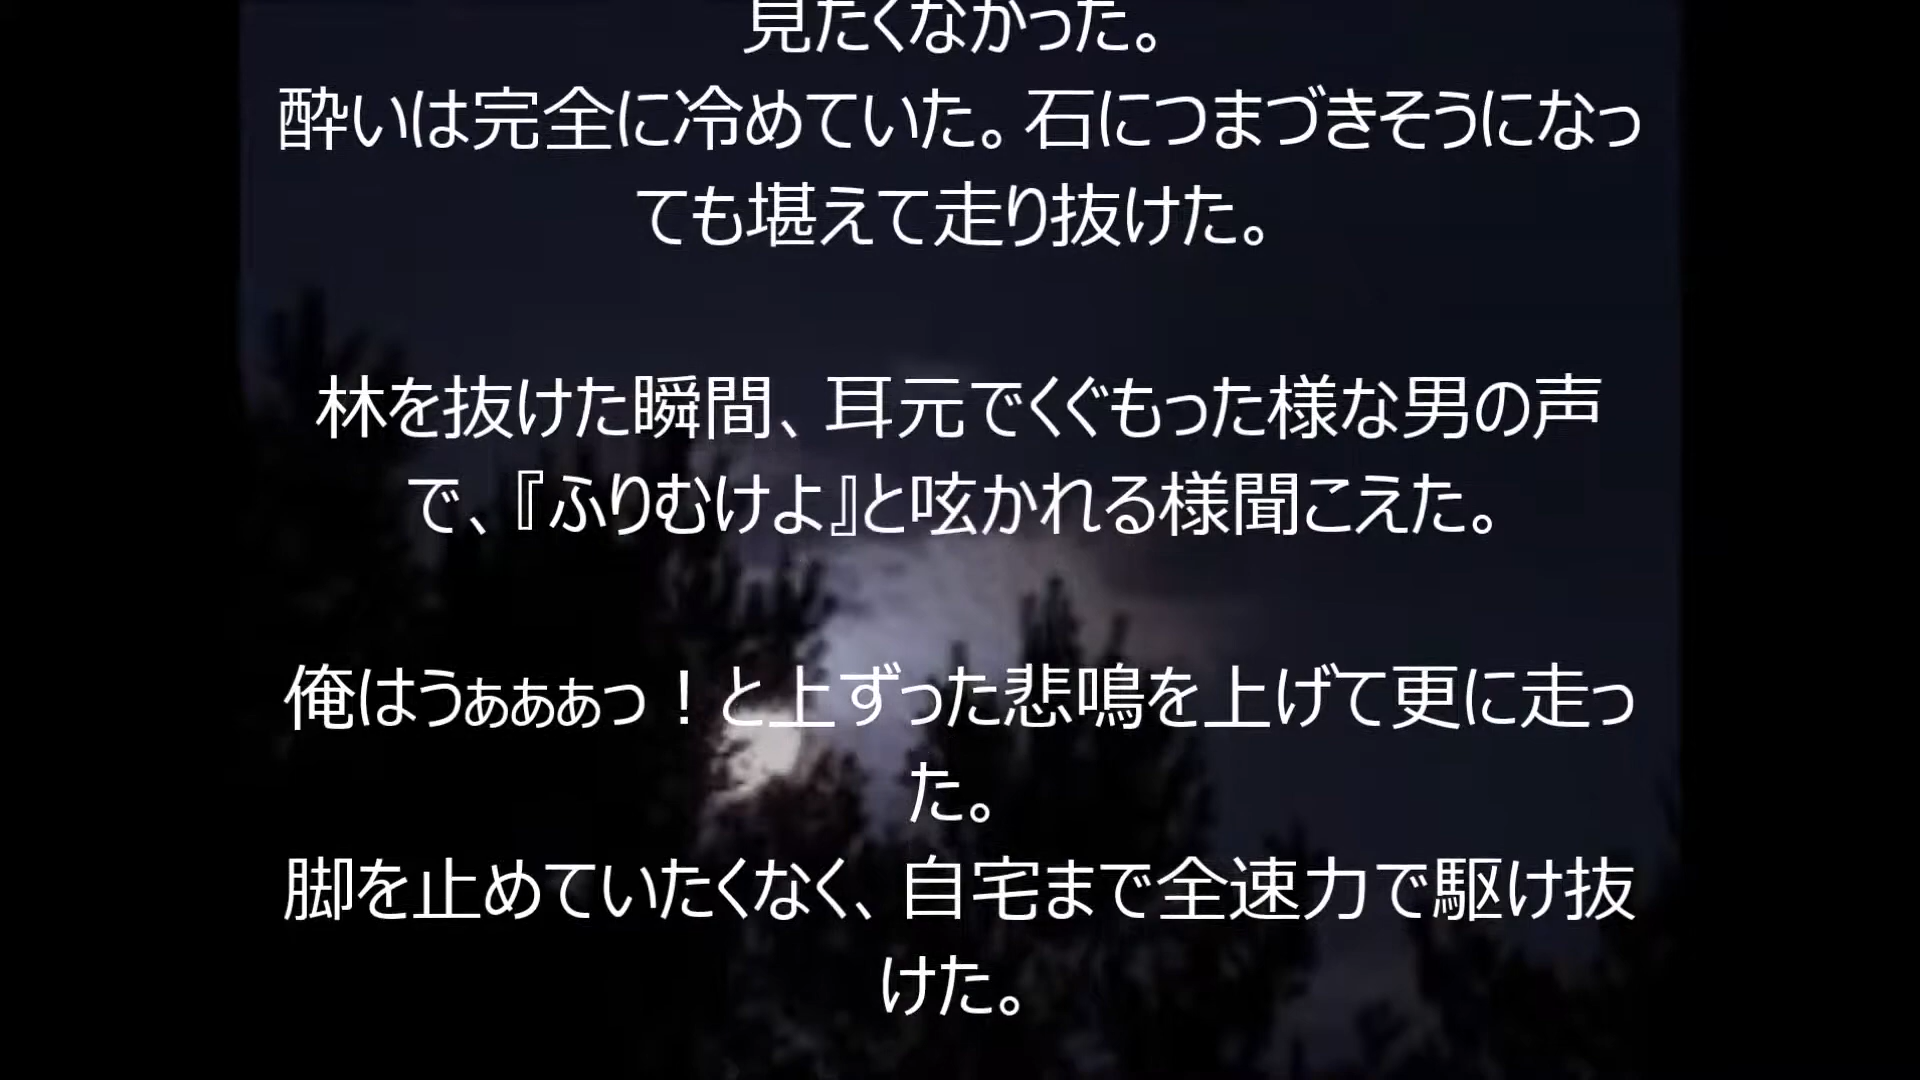 見たくなかった。
酔いは完全に冷めていた。石につまづきそうになっ
ても堪えて走り抜けた。
林を抜けた瞬間、耳元でくぐもった様な男の声
で、『ふりむけよ』と呟かれる様聞こえた。
俺はうぁぁぁっ！と上ずった悲鳴を上げて更に走っ
た。
脚を止めていたくなく、自宅まで全速力で駆け抜
けた。